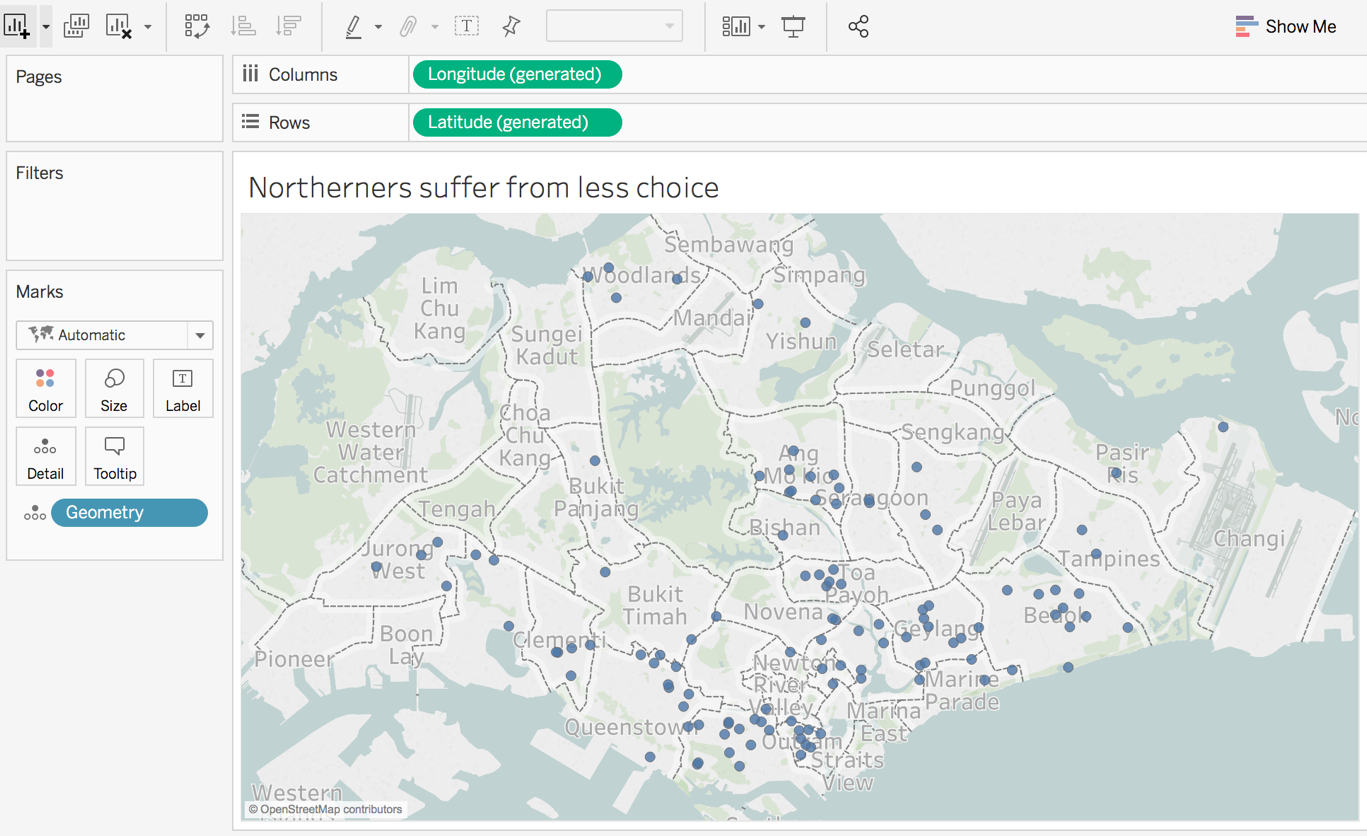 Show Me
Pages
Columns
Longitude (generated)
Rows
Latitude (generated)
Filters
Marks
Automatic
Color
Size
Label
Detail
Tooltip
Geometry
Northerners suffer from less choice
Sembawang
Woodlands
Simpang
Lim
Chu
Kang
Mandai
Sungei
Kadut
Yishun
Seletar
Punggol
Choa
Chu
Kang
Western
Water
Catchment
Sengkang
Ang
Mo Kio
Pasir
Ris
Bukit
Panjang
Serangoon
Tengah
Paya
Lebar
Bishan
Changi
Jurong
West
Tampines
Toa
Payoh
Bukit
Timah
Novena
Bedok
Boon
Lay
Clementi
Geylang
Pioneer
Newton
River
Valley
Marine
Parade
Queenstown
Marina
East
Outram
Straits
View
Western
© OpenStreetMap contributors